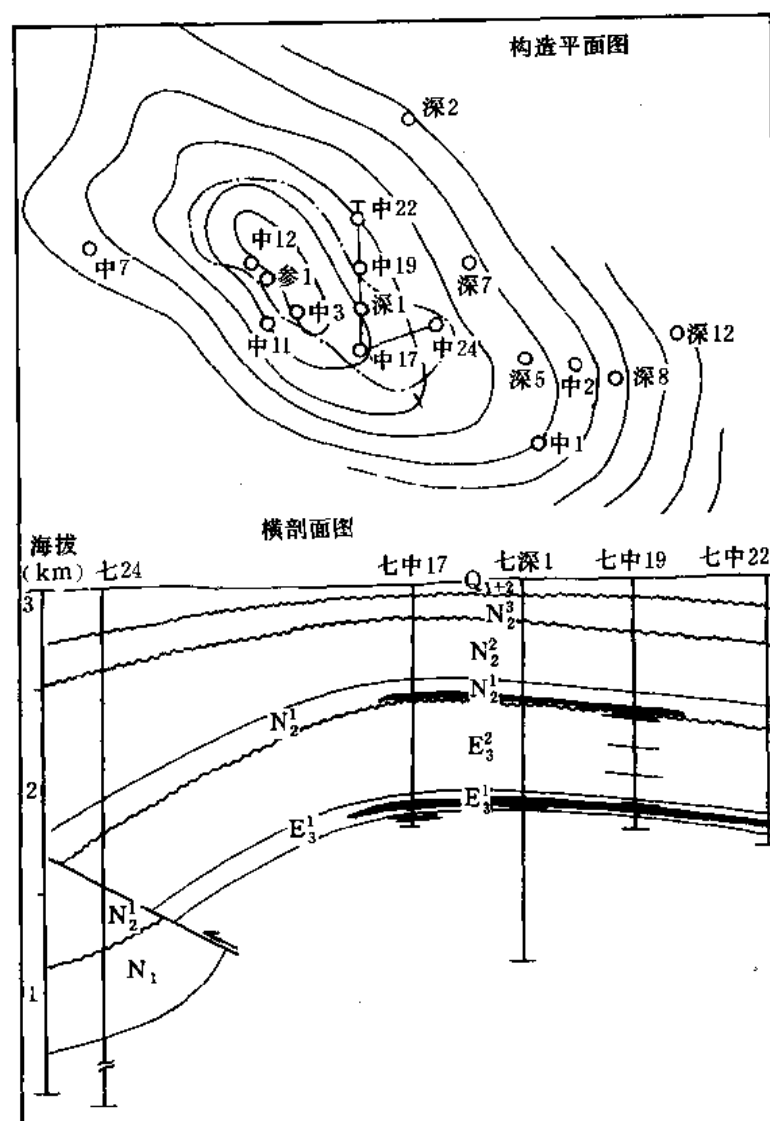 构造平面图
深2
中22
中12
中7
参1
中19
深7
中3
深1
中11
中24
深12
中17
深5
中2
深8
中1
横剖面图
海拔
(km)
七24
七中17
七深1
七中19
七中22
3
Q₁₊₂
N₂³
N₂²
N₂¹
N₂¹
E₃²
2
E₃¹
E₃¹
N₂¹
N₁
1